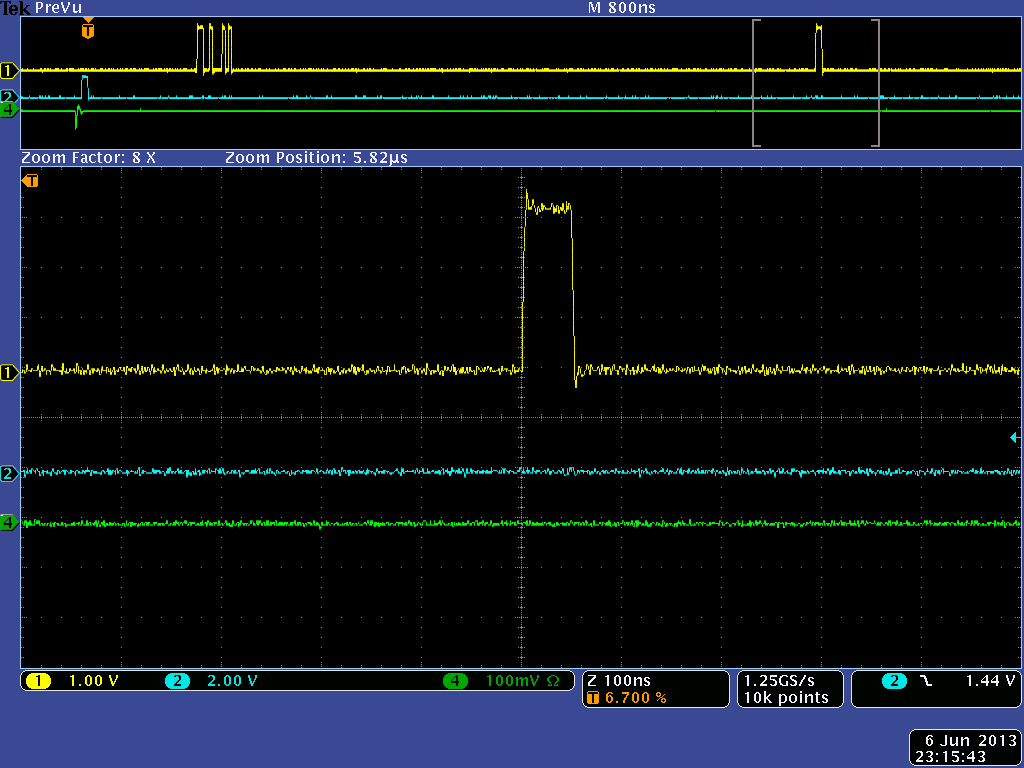 Tek PreVu M 800ns
T
1
2
4
Zoom Factor: 8 X Zoom Position: 5.82µs
T
1
2
4
1 1.00 V 2 2.00 V 4 100mV Ω Z 100ns 1.25GS/s 2 1.44 V
T 6.700 % 10k points
6 Jun 2013
23:15:43